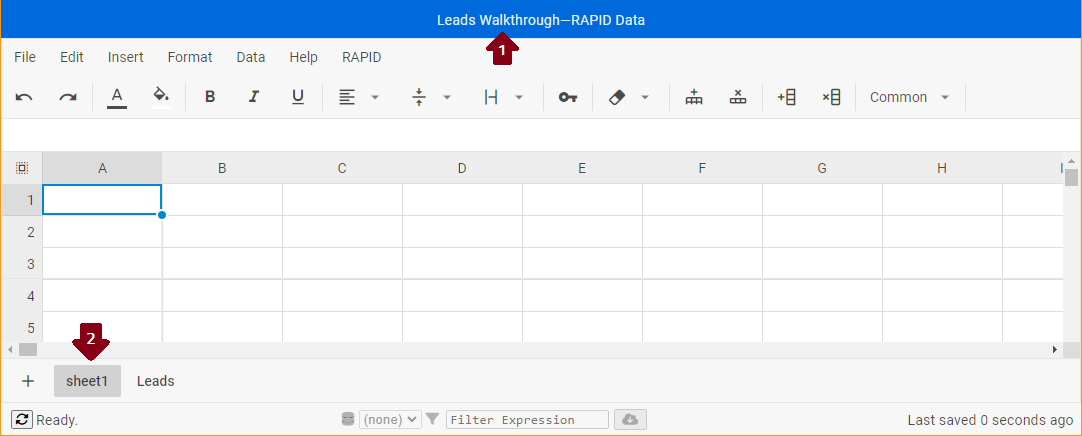 Leads Walkthrough—RAPID Data
1
File Edit Insert Format Data Help RAPID
A B I U Common
A B C D E F G H I
1
2
3
4
5
2
+ sheet1 Leads
Ready. (none) Filter Expression Last saved 0 seconds ago